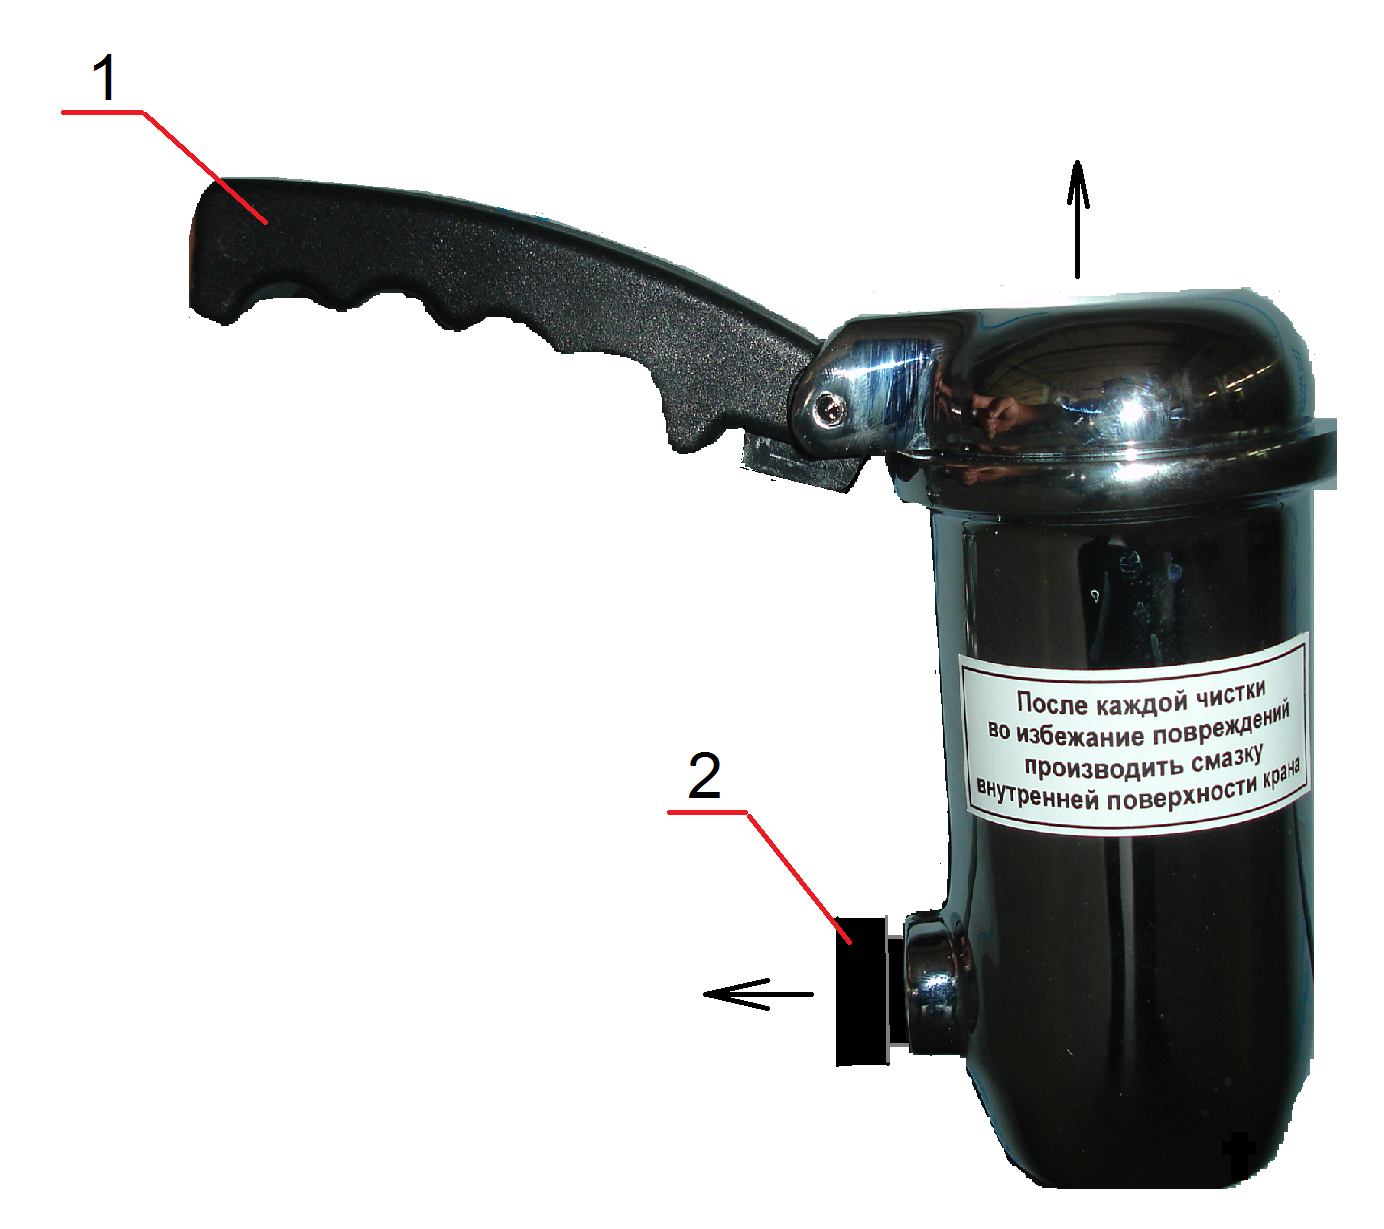 1
После каждой чистки
во избежание повреждений
производить смазку
внутренней поверхности крана
2